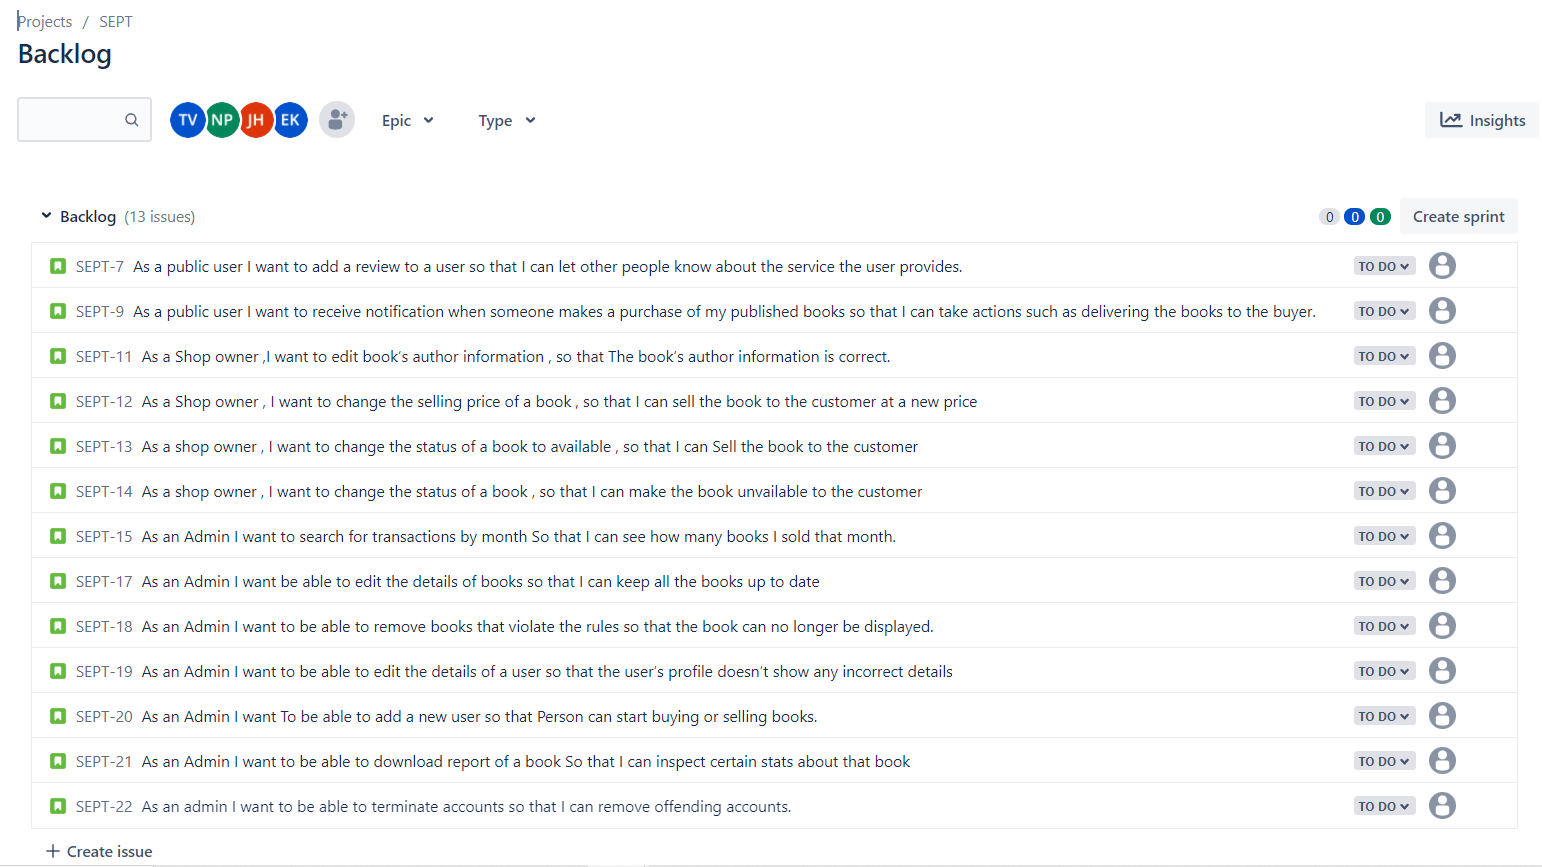 Projects / SEPT
Backlog
TV NP JH EK Epic Type Insights
Backlog (13 issues) 0 0 0 Create sprint
SEPT-7 As a public user I want to add a review to a user so that I can let other people know about the service the user provides. TO DO
SEPT-9 As a public user I want to receive notification when someone makes a purchase of my published books so that I can take actions such as delivering the books to the buyer. TO DO
SEPT-11 As a Shop owner ,I want to edit book’s author information , so that The book’s author information is correct. TO DO
SEPT-12 As a Shop owner , I want to change the selling price of a book , so that I can sell the book to the customer at a new price TO DO
SEPT-13 As a shop owner , I want to change the status of a book to available , so that I can Sell the book to the customer TO DO
SEPT-14 As a shop owner , I want to change the status of a book , so that I can make the book unvailable to the customer TO DO
SEPT-15 As an Admin I want to search for transactions by month So that I can see how many books I sold that month. TO DO
SEPT-17 As an Admin I want be able to edit the details of books so that I can keep all the books up to date TO DO
SEPT-18 As an Admin I want to be able to remove books that violate the rules so that the book can no longer be displayed. TO DO
SEPT-19 As an Admin I want to be able to edit the details of a user so that the user’s profile doesn’t show any incorrect details TO DO
SEPT-20 As an Admin I want To be able to add a new user so that Person can start buying or selling books. TO DO
SEPT-21 As an Admin I want to be able to download report of a book So that I can inspect certain stats about that book TO DO
SEPT-22 As an admin I want to be able to terminate accounts so that I can remove offending accounts. TO DO
+ Create issue